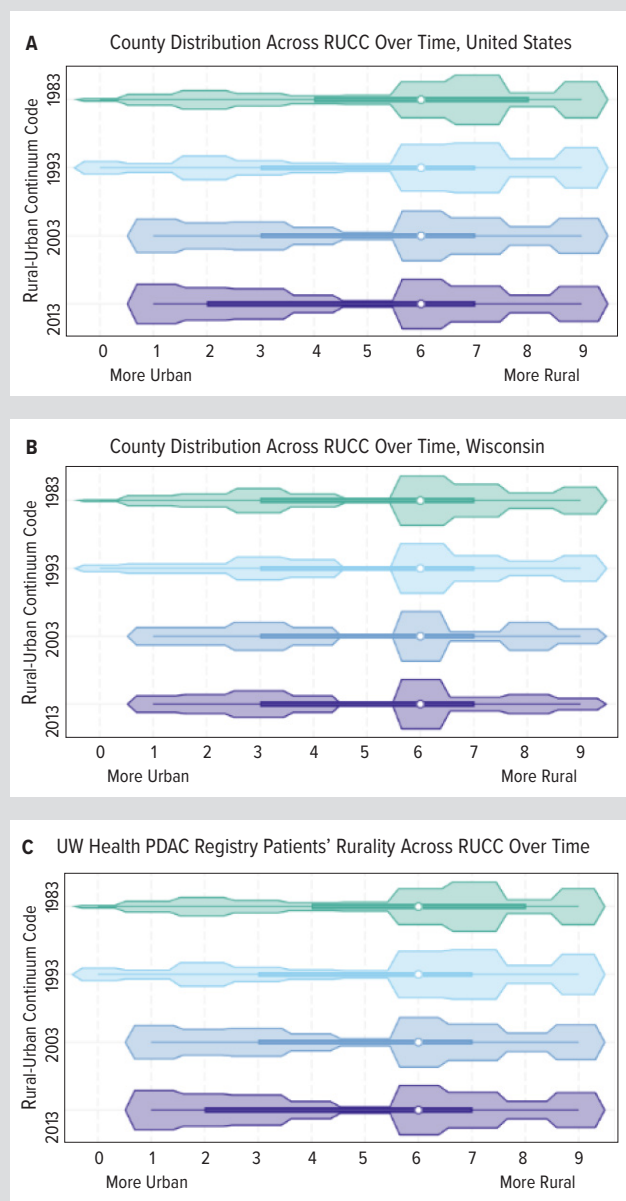 A County Distribution Across RUCC Over Time, United States
Rural-Urban Continuum Code
1983
1993
2003
2013
0 1 2 3 4 5 6 7 8 9
More Urban More Rural
B County Distribution Across RUCC Over Time, Wisconsin
Rural-Urban Continuum Code
1983
1993
2003
2013
0 1 2 3 4 5 6 7 8 9
More Urban More Rural
C UW Health PDAC Registry Patients’ Rurality Across RUCC Over Time
Rural-Urban Continuum Code
1983
1993
2003
2013
0 1 2 3 4 5 6 7 8 9
More Urban More Rural